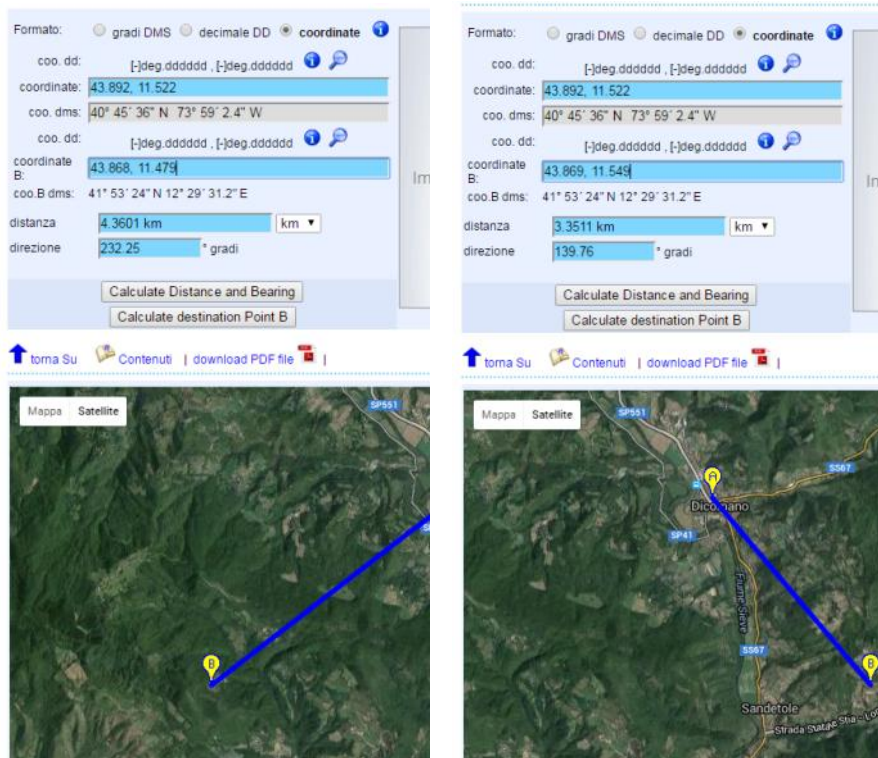 Formato: gradi DMS decimale DD coordinate
coo. dd: [-]deg.dddddd , [-]deg.dddddd
coordinate: 43.892, 11.522
coo. dms: 40° 45´ 36" N 73° 59´ 2.4" W
coo. dd: [-]deg.dddddd , [-]deg.dddddd
coordinate
B: 43.868, 11.479
coo.B dms: 41° 53´ 24" N 12° 29´ 31.2" E
distanza 4.3601 km km
direzione 232.25 ° gradi
Calculate Distance and Bearing
Calculate destination Point B
torna Su Contenuti | download PDF file |
Mappa Satellite
SP551
B
Im
Formato: gradi DMS decimale DD coordinate
coo. dd: [-]deg.dddddd , [-]deg.dddddd
coordinate: 43.892, 11.522
coo. dms: 40° 45´ 36" N 73° 59´ 2.4" W
coo. dd: [-]deg.dddddd , [-]deg.dddddd
coordinate
B: 43.869, 11.549
coo.B dms: 41° 53´ 24" N 12° 29´ 31.2" E
distanza 3.3511 km km
direzione 139.76 ° gradi
Calculate Distance and Bearing
Calculate destination Point B
torna Su Contenuti | download PDF file |
Mappa Satellite
SP551
SS67
A
Dicomano
SP41
Fiume Sieve
SS67
B
Sandetole
Strada Statale Stia - Lo